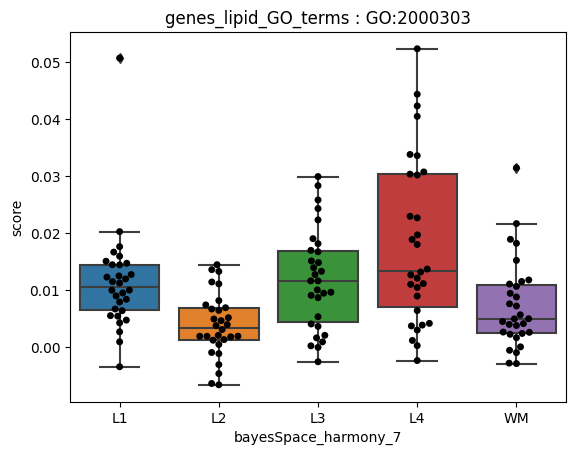 genes_lipid_GO_terms : GO:2000303
0.05
0.04
0.03
0.02
0.01
0.00
score
L1 L2 L3 L4 WM
bayesSpace_harmony_7